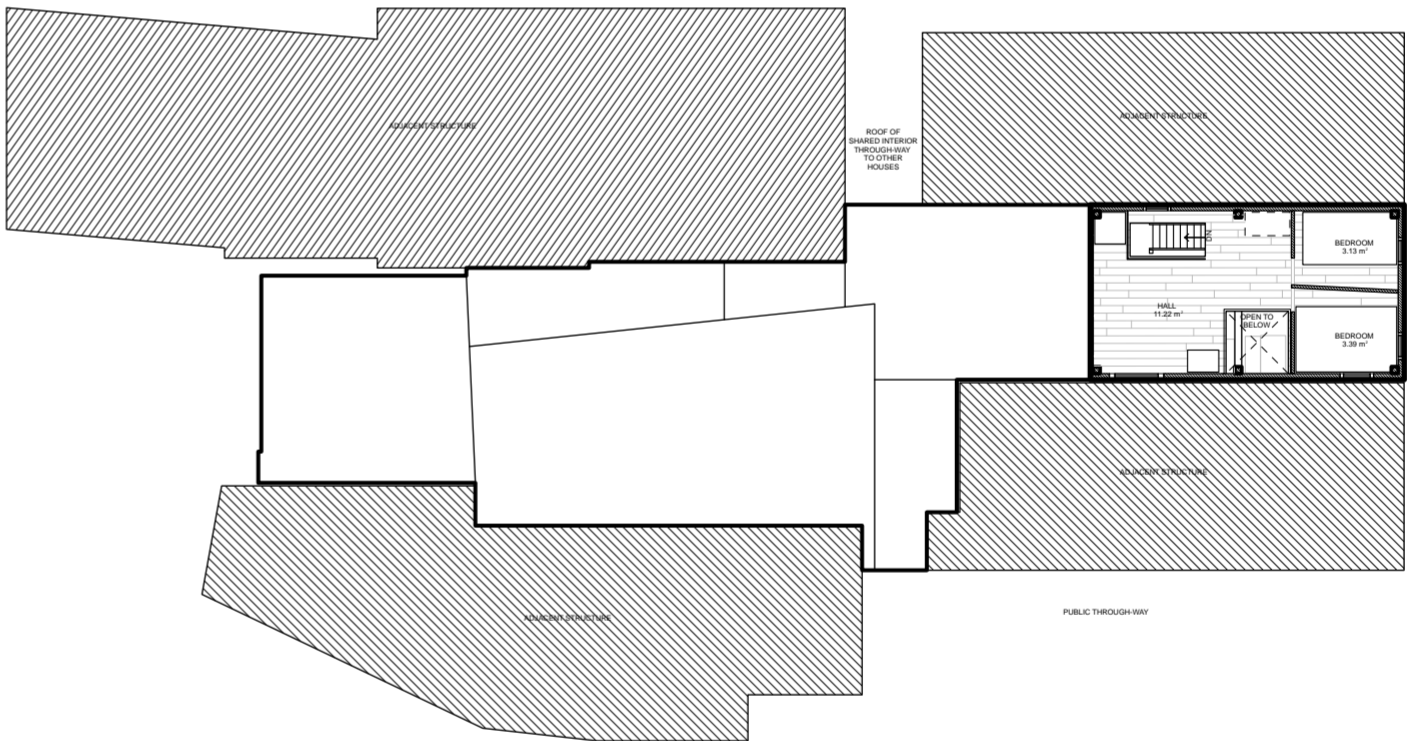 ADJACENT STRUCTURE
ROOF OF
SHARED INTERIOR
THROUGH-WAY
TO OTHER
HOUSES
ADJACENT STRUCTURE
DN
BEDROOM
3.13 m²
HALL
11.22 m²
OPEN TO
BELOW
BEDROOM
3.39 m²
ADJACENT STRUCTURE
ADJACENT STRUCTURE
PUBLIC THROUGH-WAY